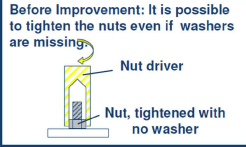 Before Improvement: It is possible
to tighten the nuts even if washers
are missing.
Nut driver
Nut, tightened with
no washer